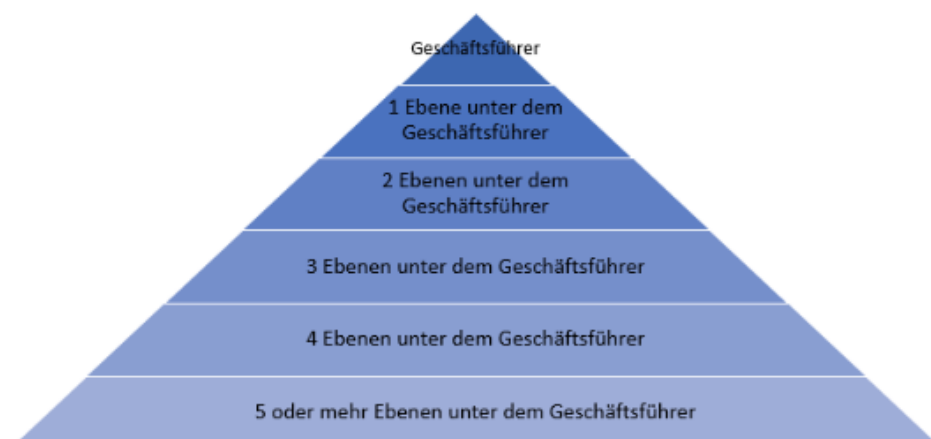 Geschäftsführer
1 Ebene unter dem
Geschäftsführer
2 Ebenen unter dem
Geschäftsführer
3 Ebenen unter dem Geschäftsführer
4 Ebenen unter dem Geschäftsführer
5 oder mehr Ebenen unter dem Geschäftsführer